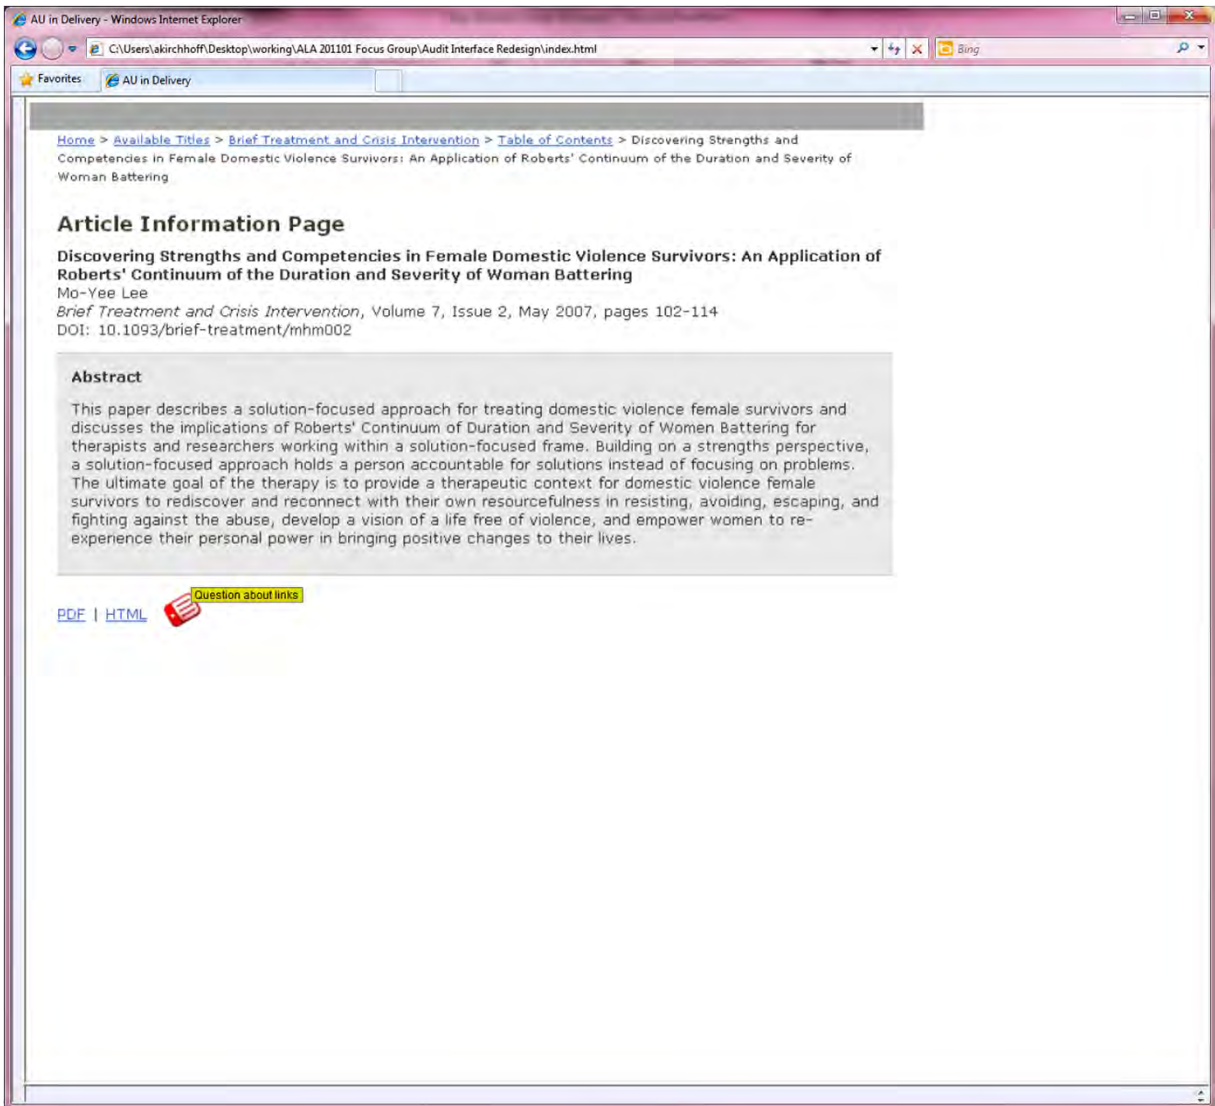 AU in Delivery - Windows Internet Explorer
C:\Users\akirchhoff\Desktop\working\ALA 201101 Focus Group\Audit Interface Redesign\index.html
Bing
Favorites
AU in Delivery
Home > Available Titles > Brief Treatment and Crisis Intervention > Table of Contents > Discovering Strengths and
Competencies in Female Domestic Violence Survivors: An Application of Roberts' Continuum of the Duration and Severity of
Woman Battering
Article Information Page
Discovering Strengths and Competencies in Female Domestic Violence Survivors: An Application of
Roberts' Continuum of the Duration and Severity of Woman Battering
Mo-Yee Lee
Brief Treatment and Crisis Intervention, Volume 7, Issue 2, May 2007, pages 102-114
DOI: 10.1093/brief-treatment/mhm002
Abstract
This paper describes a solution-focused approach for treating domestic violence female survivors and
discusses the implications of Roberts' Continuum of Duration and Severity of Women Battering for
therapists and researchers working within a solution-focused frame. Building on a strengths perspective,
a solution-focused approach holds a person accountable for solutions instead of focusing on problems.
The ultimate goal of the therapy is to provide a therapeutic context for domestic violence female
survivors to rediscover and reconnect with their own resourcefulness in resisting, avoiding, escaping, and
fighting against the abuse, develop a vision of a life free of violence, and empower women to re-
experience their personal power in bringing positive changes to their lives.
Question about links
PDF | HTML